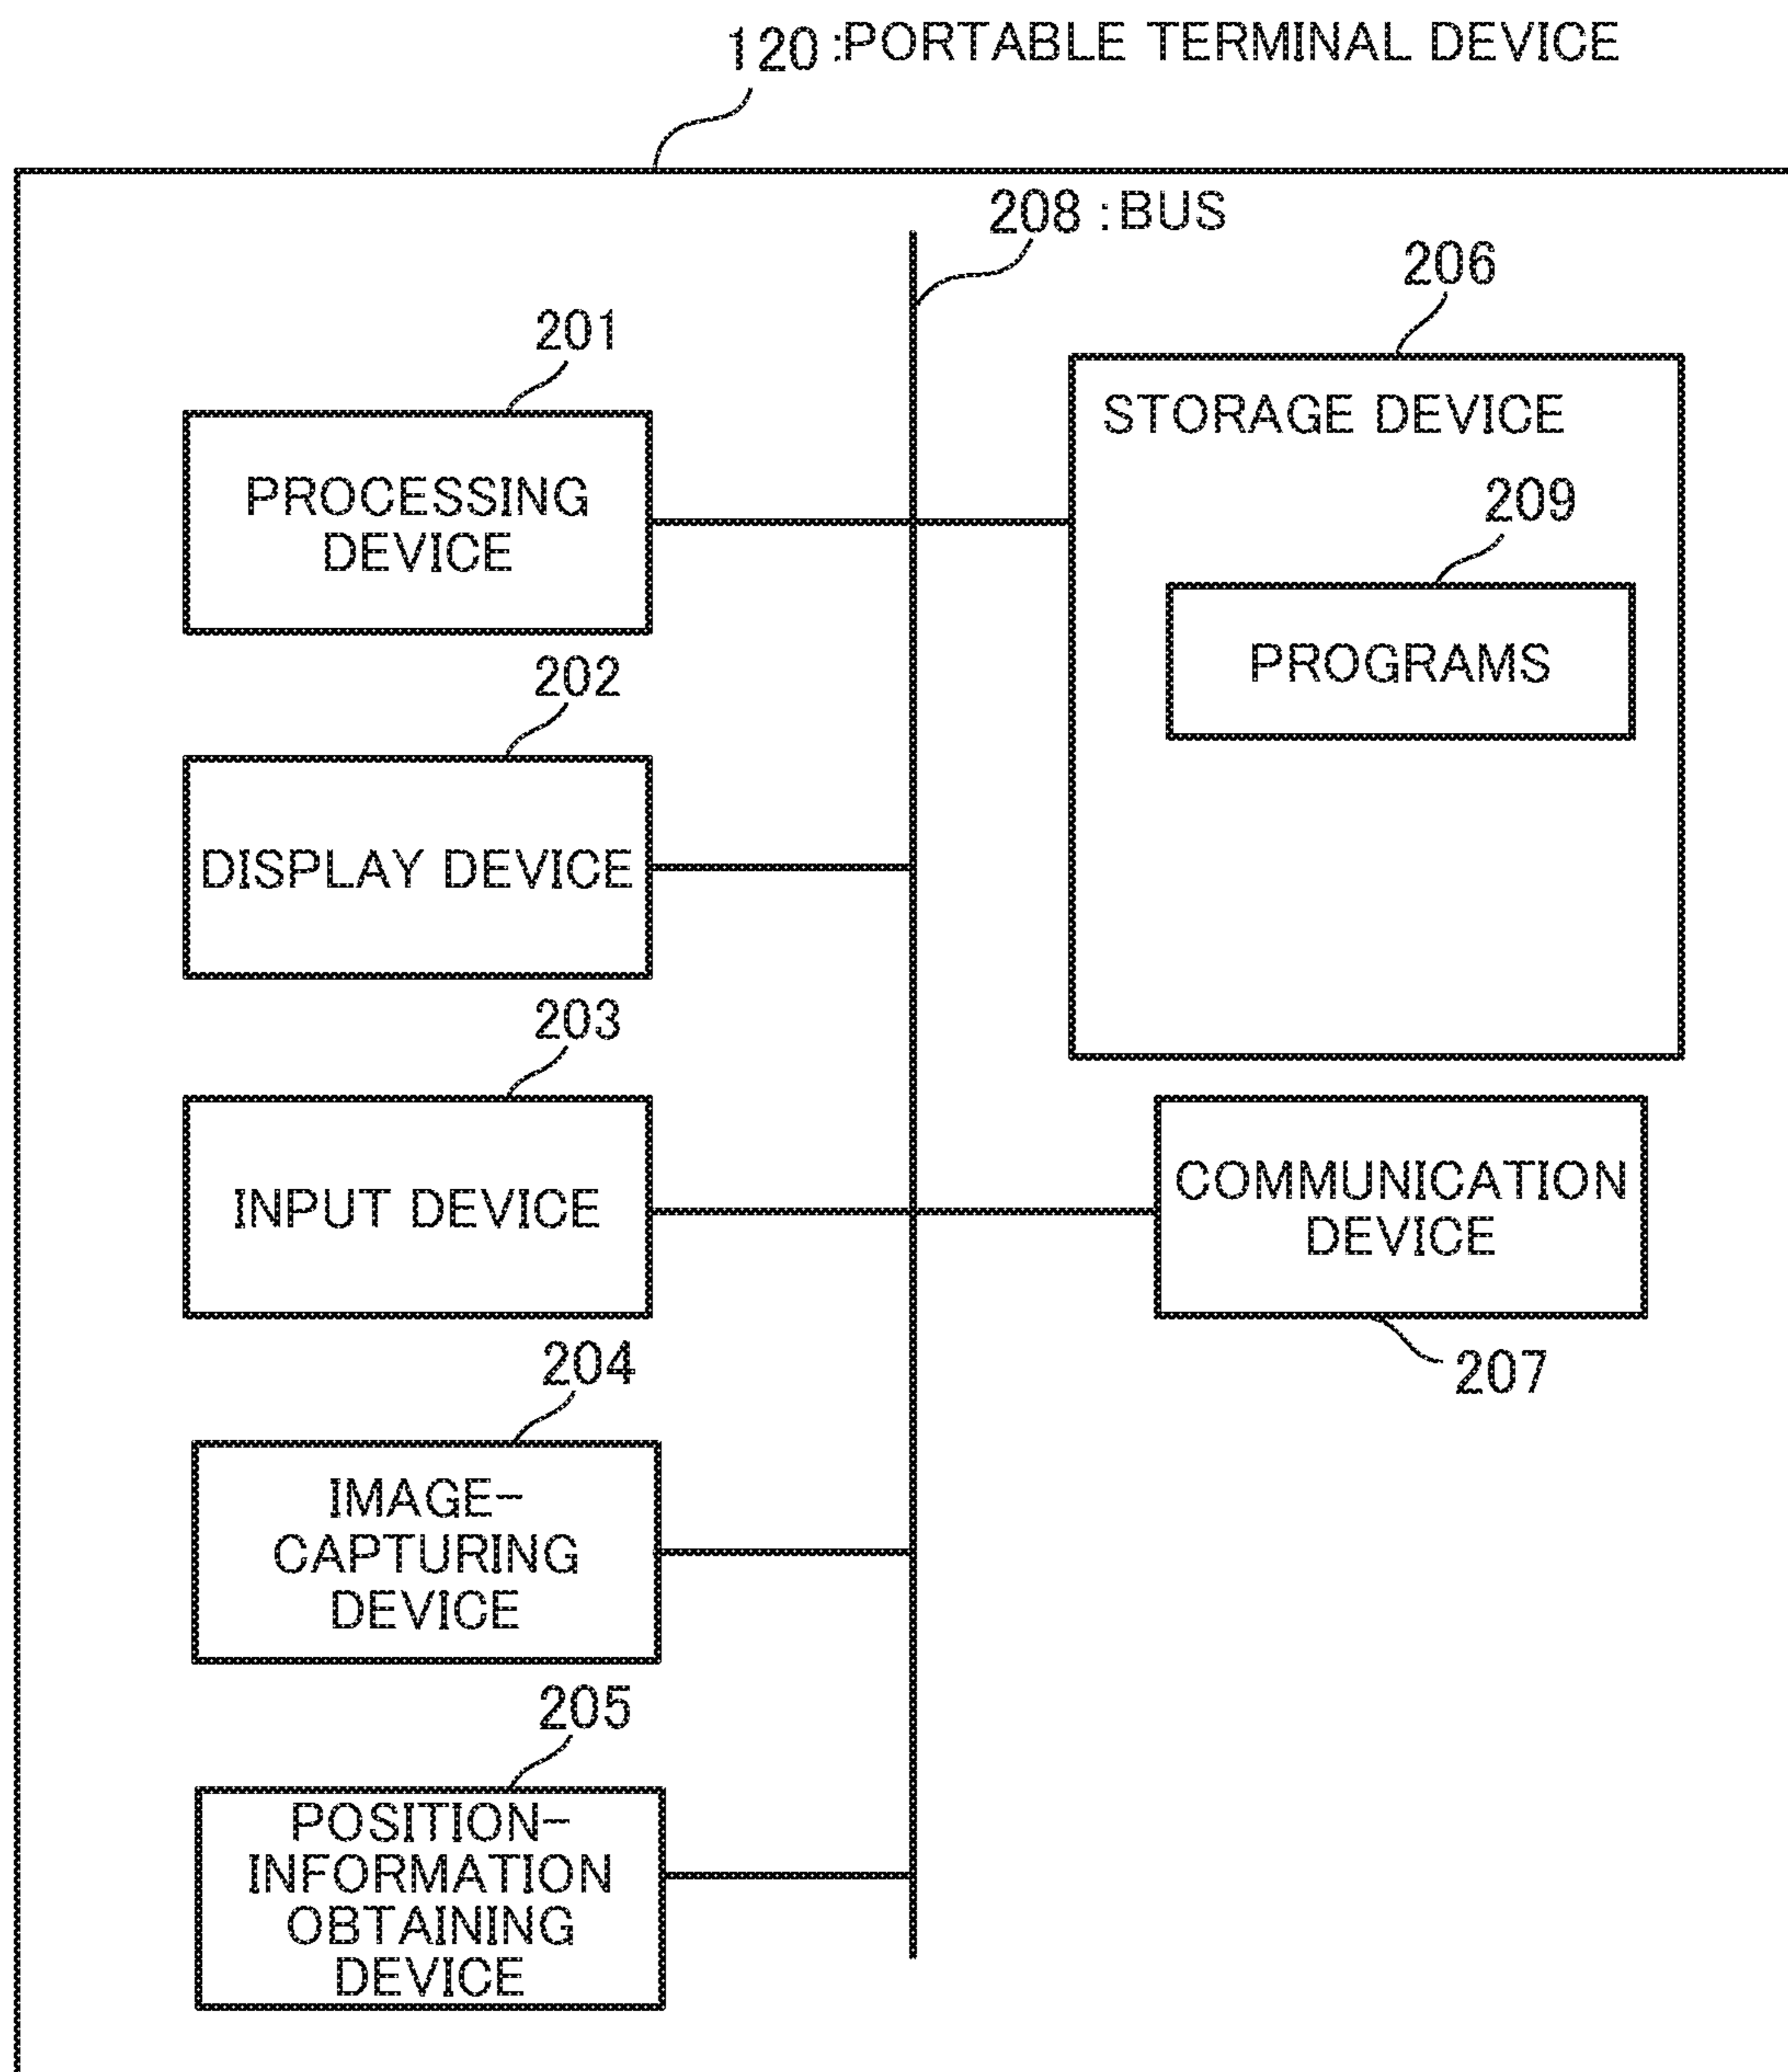 120 :PORTABLE TERMINAL DEVICE
208 :BUS
201
PROCESSING
DEVICE
202
DISPLAY DEVICE
203
INPUT DEVICE
204
IMAGE-
CAPTURING
DEVICE
205
POSITION-
INFORMATION
OBTAINING
DEVICE
206
STORAGE DEVICE
209
PROGRAMS
COMMUNICATION
DEVICE
207